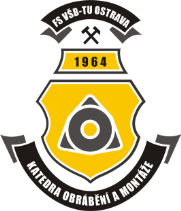 FS VŠB-TU OSTRAVA
1964
KATEDRA OBRÁBĚNÍ A MONTÁŽE